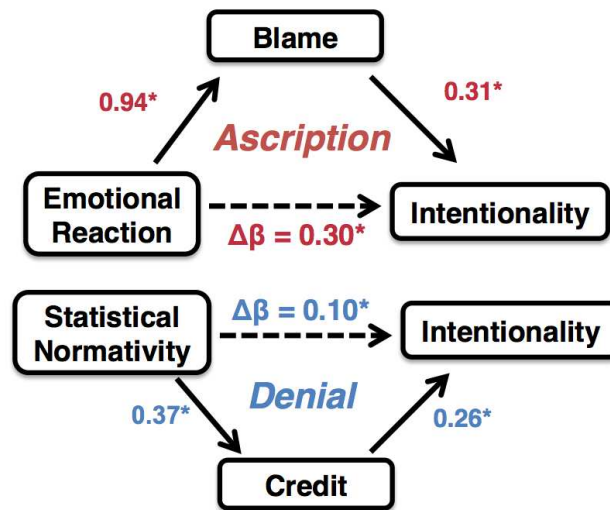 Blame
0.94*
0.31*
Ascription
Emotional
Reaction
Intentionality
Δβ = 0.30*
Statistical
Normativity
Δβ = 0.10*
Intentionality
Denial
0.37*
0.26*
Credit